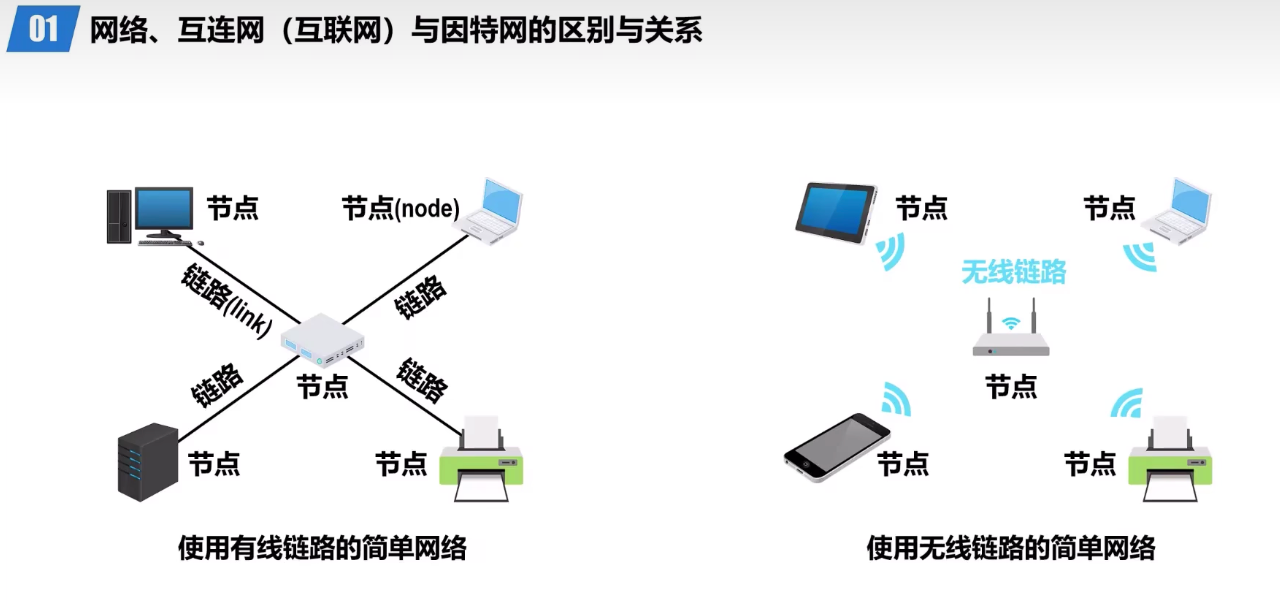 01 网络、互连网（互联网）与因特网的区别与关系
节点
节点(node)
链路(link)
链路
链路
链路
节点
节点
节点
使用有线链路的简单网络
节点
节点
无线链路
节点
节点
节点
使用无线链路的简单网络